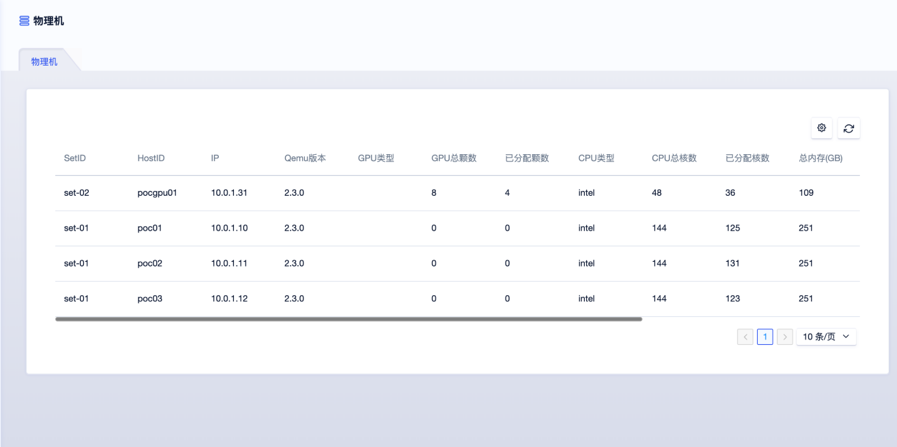 物理机
物理机
SetID HostID IP Qemu版本 GPU类型 GPU总颗数 已分配颗数 CPU类型 CPU总核数 已分配核数 总内存(GB)
set-02 pocgpu01 10.0.1.31 2.3.0 8 4 intel 48 36 109
set-01 poc01 10.0.1.10 2.3.0 0 0 intel 144 125 251
set-01 poc02 10.0.1.11 2.3.0 0 0 intel 144 131 251
set-01 poc03 10.0.1.12 2.3.0 0 0 intel 144 123 251
1 10 条/页